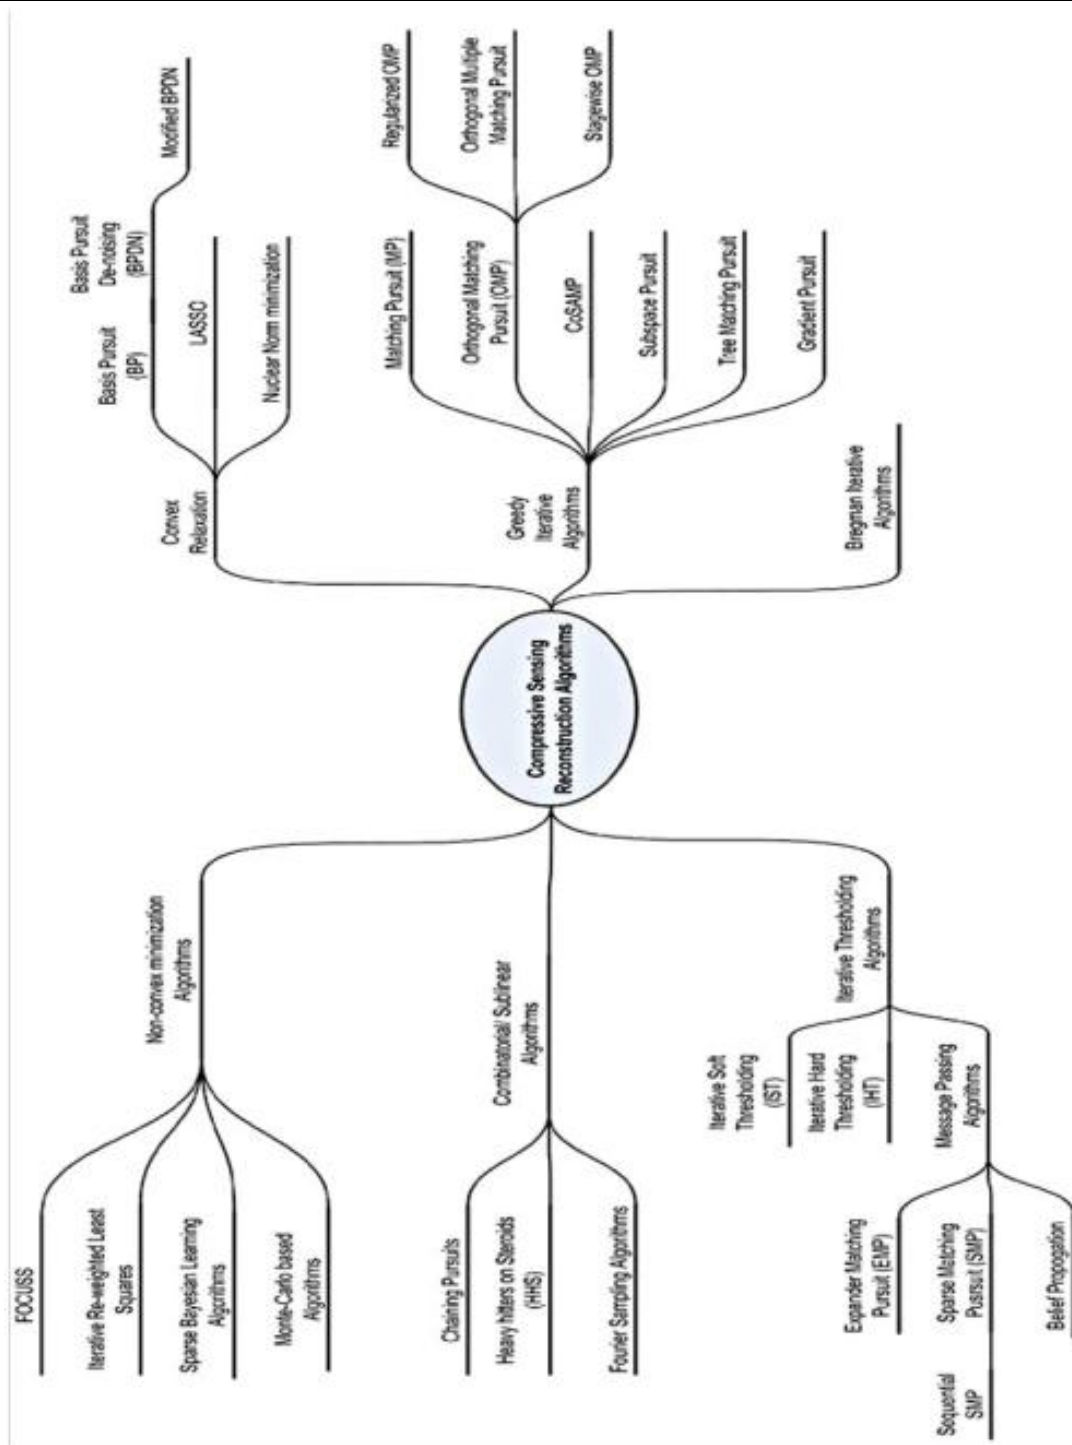 Compressive Sensing
Reconstruction Algorithms
Non-convex minimization
Algorithms
FOCUSS
Iterative Re-weighted Least
Squares
Sparse Bayesian Learning
Algorithms
Monte-Carlo based
Algorithms
Combinatorial/ Sublinear
Algorithms
Chaining Pursuits
Heavy hitters on Steroids
(HHS)
Fourier Sampling Algorithms
Iterative Thresholding
Algorithms
Iterative Soft
Thresholding
(IST)
Iterative Hard
Thresholding
(IHT)
Message Passing
Algorithms
Expander Matching
Pursuit (EMP)
Sparse Matching
Pusrsuit (SMP)
Sequential
SMP
Belief Propogation
Convex
Relaxation
Basis Pursuit
(BP)
Basis Pursuit
De-noising
(BPDN)
Modified BPDN
LASSO
Nuclear Norm minimization
Greedy
Iterative
Algorithms
Matching Pursuit (MP)
Orthogonal Matching
Pursuit (OMP)
Regularized OMP
Orthogonal Multiple
Matching Pursuit
Stagewise OMP
CoSAMP
Subspace Pursuit
Tree Matching Pursuit
Gradient Pursuit
Bregman Iterative
Algorithms